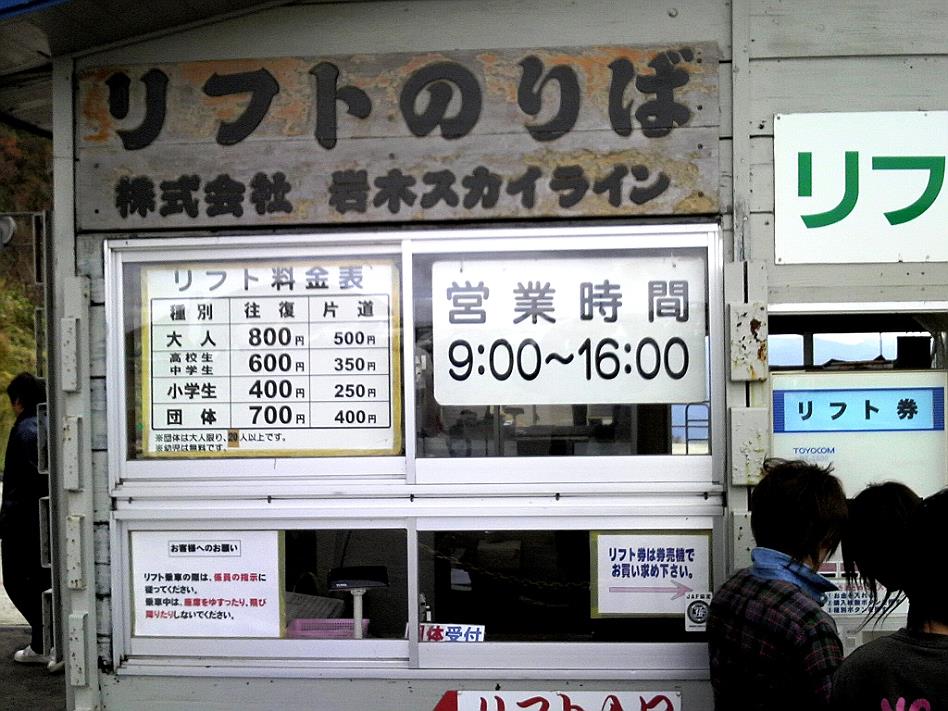 リフトのりば
株式会社 岩木スカイライン
リフ
リフト料金表
種別 往復 片道
大人 800円 500円
高校生
中学生 600円 350円
小学生 400円 250円
団体 700円 400円
※団体は大人限り、20人以上です。
※幼児は無料です。
営業時間
9:00～16:00
リフト券
TOYOCOM
お客様へのお願い
リフト乗車の際は、係員の指示に
従ってください。
乗車中は、座席をゆすったり、飛び
降りたりしないでください。
団体受付
リフト券は券売機で
お買い求め下さい。
JAF
リフト入口